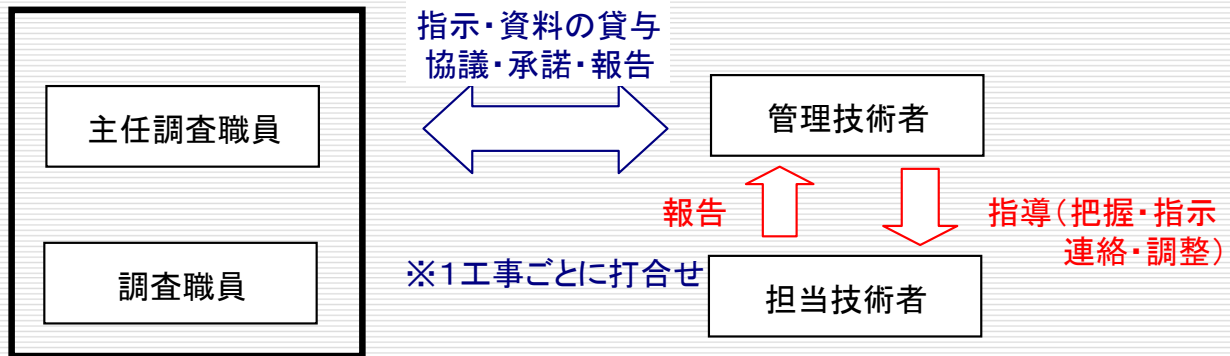 指示・資料の貸与
協議・承諾・報告
主任調査職員
管理技術者
報告
指導(把握・指示
連絡・調整)
※1工事ごとに打合せ
調査職員
担当技術者